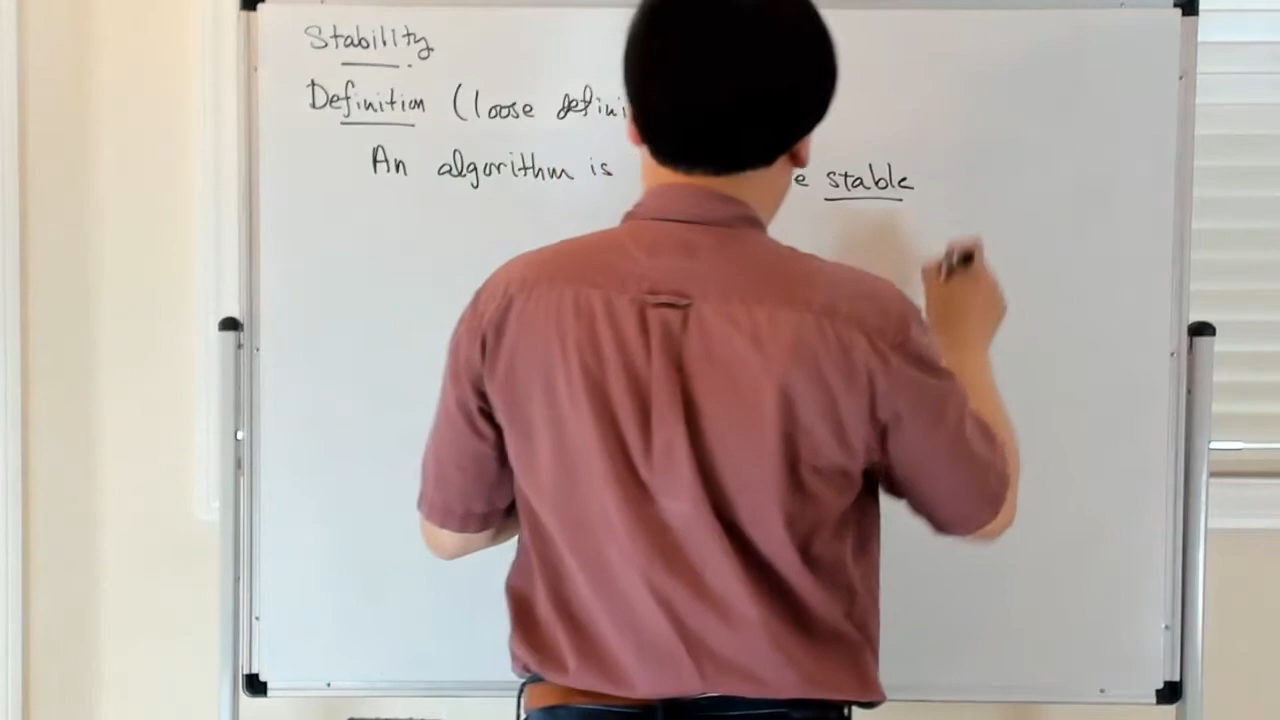 Stability
Definition (loose defini
An algorithm is e stable